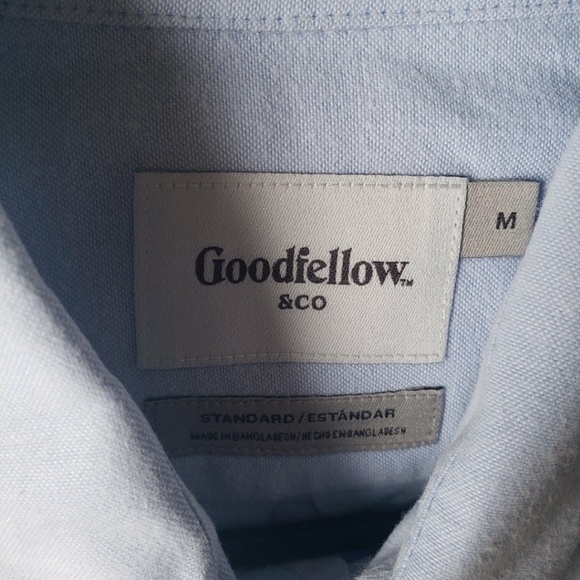 Goodfellow™
&CO
M
STANDARD/ESTÁNDAR
MADE IN BANGLADESH/HECHO EN BANGLADESH